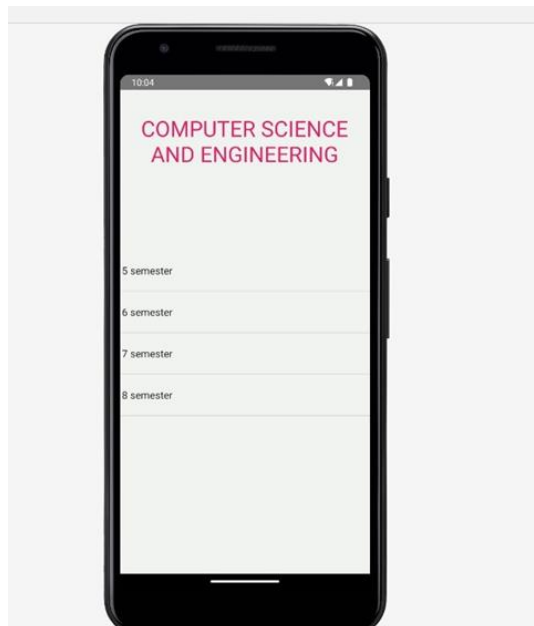 10:04
COMPUTER SCIENCE
AND ENGINEERING
5 semester
6 semester
7 semester
8 semester